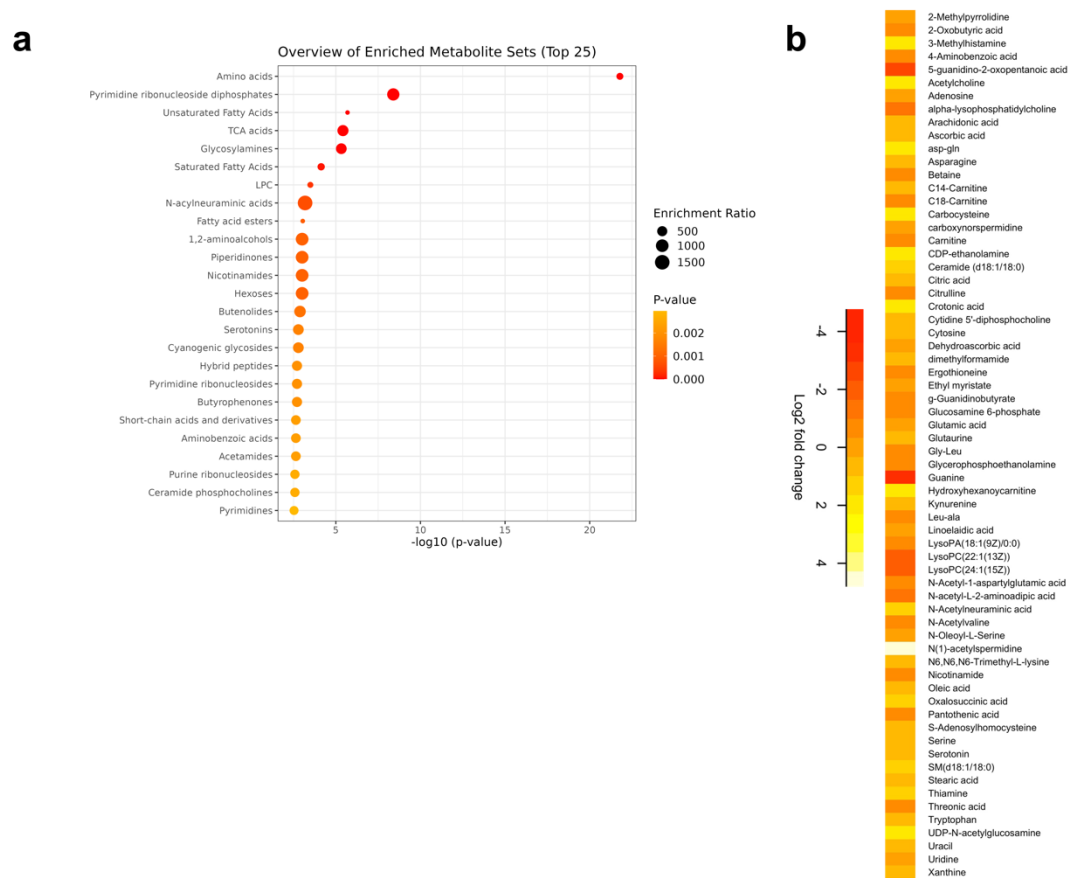 a
Overview of Enriched Metabolite Sets (Top 25)
Amino acids
Pyrimidine ribonucleoside diphosphates
Unsaturated Fatty Acids
TCA acids
Glycosylamines
Saturated Fatty Acids
LPC
N-acylneuraminic acids
Fatty acid esters
1,2-aminoalcohols
Piperidinones
Nicotinamides
Hexoses
Butenolides
Serotonins
Cyanogenic glycosides
Hybrid peptides
Pyrimidine ribonucleosides
Butyrophenones
Short-chain acids and derivatives
Aminobenzoic acids
Acetamides
Purine ribonucleosides
Ceramide phosphocholines
Pyrimidines
5 10 15 20
-log10 (p-value)
Enrichment Ratio
500
1000
1500
P-value
0.002
0.001
0.000
b
-4
-2
0
2
4
Log2 fold change
2-Methylpyrrolidine
2-Oxobutyric acid
3-Methylhistamine
4-Aminobenzoic acid
5-guanidino-2-oxopentanoic acid
Acetylcholine
Adenosine
alpha-lysophosphatidylcholine
Arachidonic acid
Ascorbic acid
asp-gln
Asparagine
Betaine
C14-Carnitine
C18-Carnitine
Carbocysteine
carboxynorspermidine
Carnitine
CDP-ethanolamine
Ceramide (d18:1/18:0)
Citric acid
Citrulline
Crotonic acid
Cytidine 5'-diphosphocholine
Cytosine
Dehydroascorbic acid
dimethylformamide
Ergothioneine
Ethyl myristate
g-Guanidinobutyrate
Glucosamine 6-phosphate
Glutamic acid
Glutaurine
Gly-Leu
Glycerophosphoethanolamine
Guanine
Hydroxyhexanoycarnitine
Kynurenine
Leu-ala
Linoelaidic acid
LysoPA(18:1(9Z)/0:0)
LysoPC(22:1(13Z))
LysoPC(24:1(15Z))
N-Acetyl-1-aspartylglutamic acid
N-acetyl-L-2-aminoadipic acid
N-Acetylneuraminic acid
N-Acetylvaline
N-Oleoyl-L-Serine
N(1)-acetylspermidine
N6,N6,N6-Trimethyl-L-lysine
Nicotinamide
Oleic acid
Oxalosuccinic acid
Pantothenic acid
S-Adenosylhomocysteine
Serine
Serotonin
SM(d18:1/18:0)
Stearic acid
Thiamine
Threonic acid
Tryptophan
UDP-N-acetylglucosamine
Uracil
Uridine
Xanthine